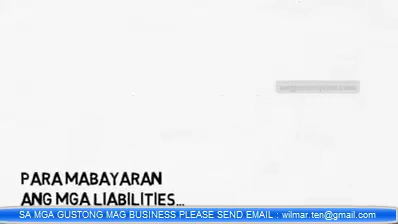 PARA MABAYARAN
ANG MGA LIABILITIES...
SA MGA GUSTONG MAG BUSINESS PLEASE SEND EMAIL : wilmar.ten@gmail.com